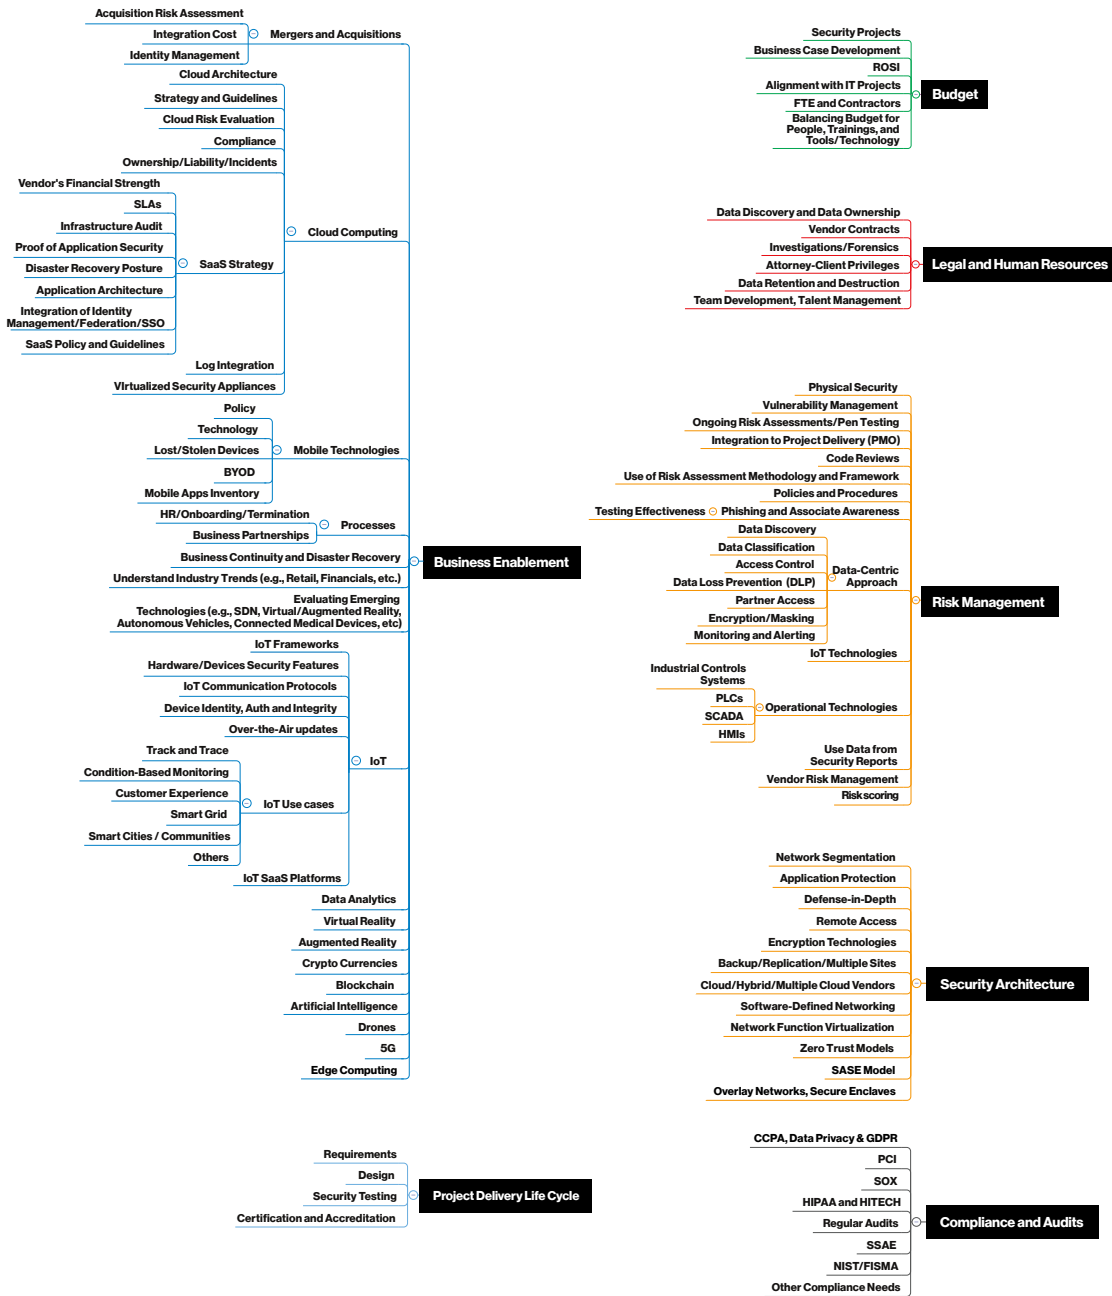 Acquisition Risk Assessment
Integration Cost
Mergers and Acquisitions
Identity Management
Cloud Architecture
Strategy and Guidelines
Cloud Risk Evaluation
Compliance
Ownership/Liability/Incidents
Vendor's Financial Strength
SLAs
Infrastructure Audit
Cloud Computing
Proof of Application Security
SaaS Strategy
Disaster Recovery Posture
Application Architecture
Integration of Identity
Management/Federation/SSO
SaaS Policy and Guidelines
Log Integration
VIrtualized Security Appliances
Policy
Technology
Lost/Stolen Devices
Mobile Technologies
BYOD
Mobile Apps Inventory
HR/Onboarding/Termination
Processes
Business Partnerships
Business Continuity and Disaster Recovery
Business Enablement
Understand Industry Trends (e.g., Retail, Financials, etc.)
Evaluating Emerging
Technologies (e.g., SDN, Virtual/Augmented Reality,
Autonomous Vehicles, Connected Medical Devices, etc)
IoT Frameworks
Hardware/Devices Security Features
IoT Communication Protocols
Device Identity, Auth and Integrity
Over-the-Air updates
Track and Trace
IoT
Condition-Based Monitoring
Customer Experience
IoT Use cases
Smart Grid
Smart Cities / Communities
Others
IoT SaaS Platforms
Data Analytics
Virtual Reality
Augmented Reality
Crypto Currencies
Blockchain
Artificial Intelligence
Drones
5G
Edge Computing
Requirements
Design
Security Testing
Project Delivery Life Cycle
Certification and Accreditation
Security Projects
Business Case Development
ROSI
Alignment with IT Projects
Budget
FTE and Contractors
Balancing Budget for
People, Trainings, and
Tools/Technology
Data Discovery and Data Ownership
Vendor Contracts
Investigations/Forensics
Attorney-Client Privileges
Legal and Human Resources
Data Retention and Destruction
Team Development, Talent Management
Physical Security
Vulnerability Management
Ongoing Risk Assessments/Pen Testing
Integration to Project Delivery (PMO)
Code Reviews
Use of Risk Assessment Methodology and Framework
Policies and Procedures
Testing Effectiveness
Phishing and Associate Awareness
Data Discovery
Data Classification
Access Control
Data-Centric
Approach
Data Loss Prevention (DLP)
Partner Access
Risk Management
Encryption/Masking
Monitoring and Alerting
IoT Technologies
Industrial Controls
Systems
PLCs
Operational Technologies
SCADA
HMIs
Use Data from
Security Reports
Vendor Risk Management
Risk scoring
Network Segmentation
Application Protection
Defense-in-Depth
Remote Access
Encryption Technologies
Backup/Replication/Multiple Sites
Cloud/Hybrid/Multiple Cloud Vendors
Security Architecture
Software-Defined Networking
Network Function Virtualization
Zero Trust Models
SASE Model
Overlay Networks, Secure Enclaves
CCPA, Data Privacy & GDPR
PCI
SOX
HIPAA and HITECH
Regular Audits
Compliance and Audits
SSAE
NIST/FISMA
Other Compliance Needs